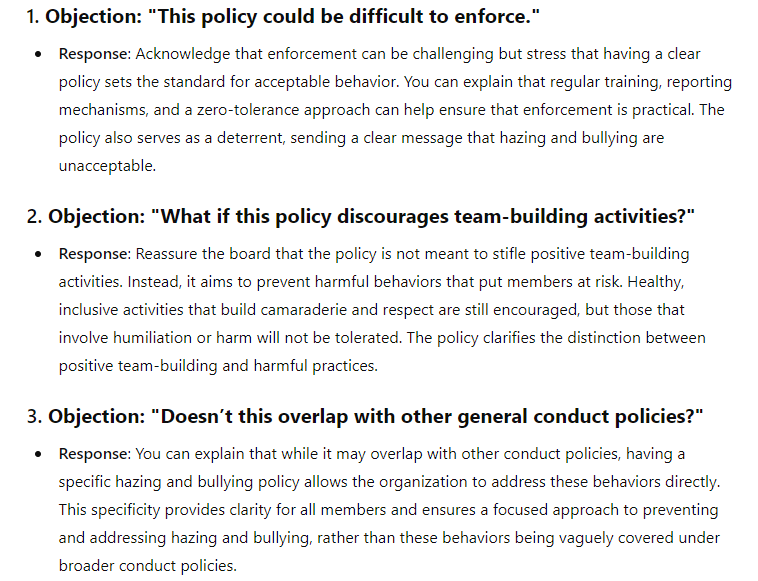 1. Objection: "This policy could be difficult to enforce."
• Response: Acknowledge that enforcement can be challenging but stress that having a clear
policy sets the standard for acceptable behavior. You can explain that regular training, reporting
mechanisms, and a zero-tolerance approach can help ensure that enforcement is practical. The
policy also serves as a deterrent, sending a clear message that hazing and bullying are
unacceptable.
2. Objection: "What if this policy discourages team-building activities?"
• Response: Reassure the board that the policy is not meant to stifle positive team-building
activities. Instead, it aims to prevent harmful behaviors that put members at risk. Healthy,
inclusive activities that build camaraderie and respect are still encouraged, but those that
involve humiliation or harm will not be tolerated. The policy clarifies the distinction between
positive team-building and harmful practices.
3. Objection: "Doesn’t this overlap with other general conduct policies?"
• Response: You can explain that while it may overlap with other conduct policies, having a
specific hazing and bullying policy allows the organization to address these behaviors directly.
This specificity provides clarity for all members and ensures a focused approach to preventing
and addressing hazing and bullying, rather than these behaviors being vaguely covered under
broader conduct policies.